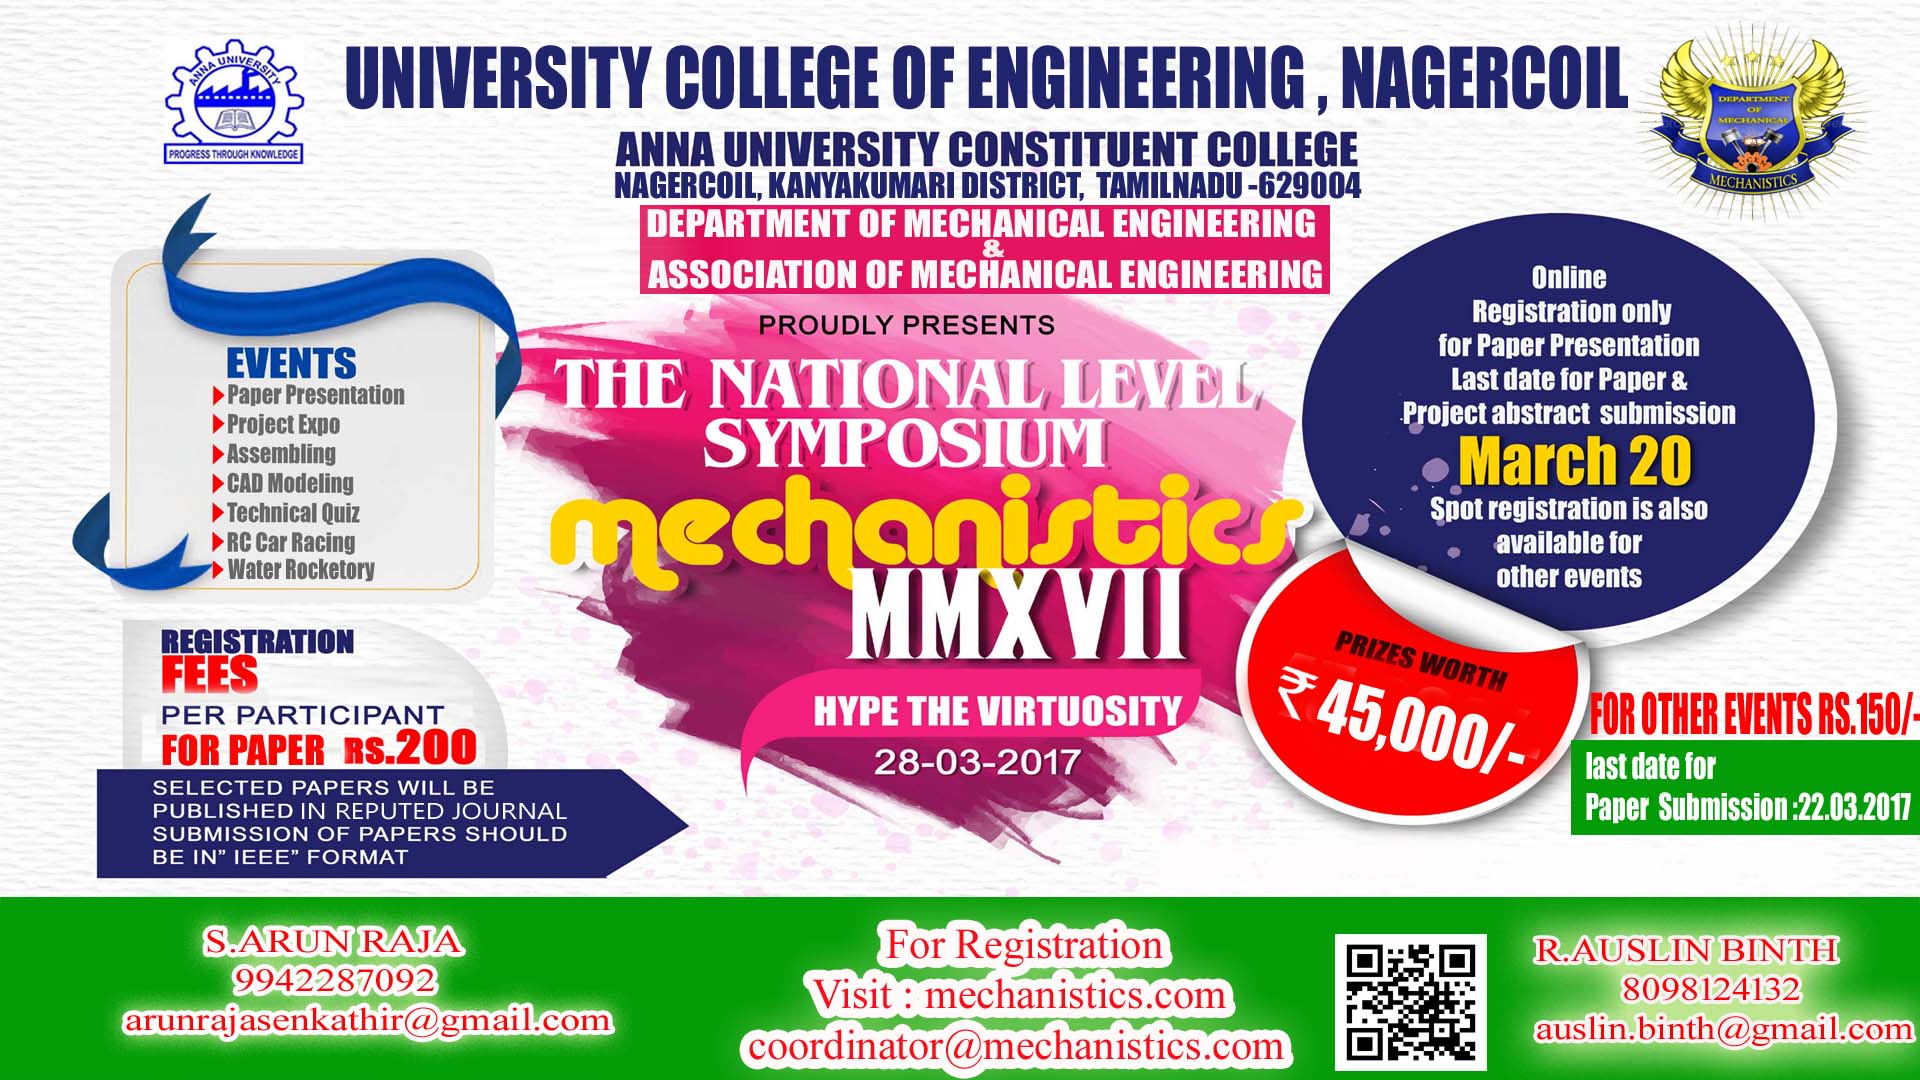 ANNA UNIVERSITY
PROGRESS THROUGH KNOWLEDGE
UNIVERSITY COLLEGE OF ENGINEERING , NAGERCOIL
ANNA UNIVERSITY CONSTITUENT COLLEGE
NAGERCOIL, KANYAKUMARI DISTRICT, TAMILNADU -629004
DEPARTMENT OF MECHANICAL ENGINEERING
&
ASSOCIATION OF MECHANICAL ENGINEERING
DEPARTMENT
OF
MECHANICAL
MECHANISTICS
PROUDLY PRESENTS
THE NATIONAL LEVEL
SYMPOSIUM
mechanistics
MMXVII
HYPE THE VIRTUOSITY
28-03-2017
EVENTS
Paper Presentation
Project Expo
Assembling
CAD Modeling
Technical Quiz
RC Car Racing
Water Rocketory
REGISTRATION
FEES
PER PARTICIPANT
FOR PAPER RS.200
SELECTED PAPERS WILL BE
PUBLISHED IN REPUTED JOURNAL
SUBMISSION OF PAPERS SHOULD
BE IN" IEEE" FORMAT
Online
Registration only
for Paper Presentation
Last date for Paper &
Project abstract submission
March 20
Spot registration is also
available for
other events
PRIZES WORTH
₹ 45,000/-
FOR OTHER EVENTS RS.150/-
last date for
Paper Submission :22.03.2017
S.ARUN RAJA
9942287092
arunrajasenkathir@gmail.com
For Registration
Visit : mechanistics.com
coordinator@mechanistics.com
R.AUSLIN BINTH
8098124132
auslin.binth@gmail.com